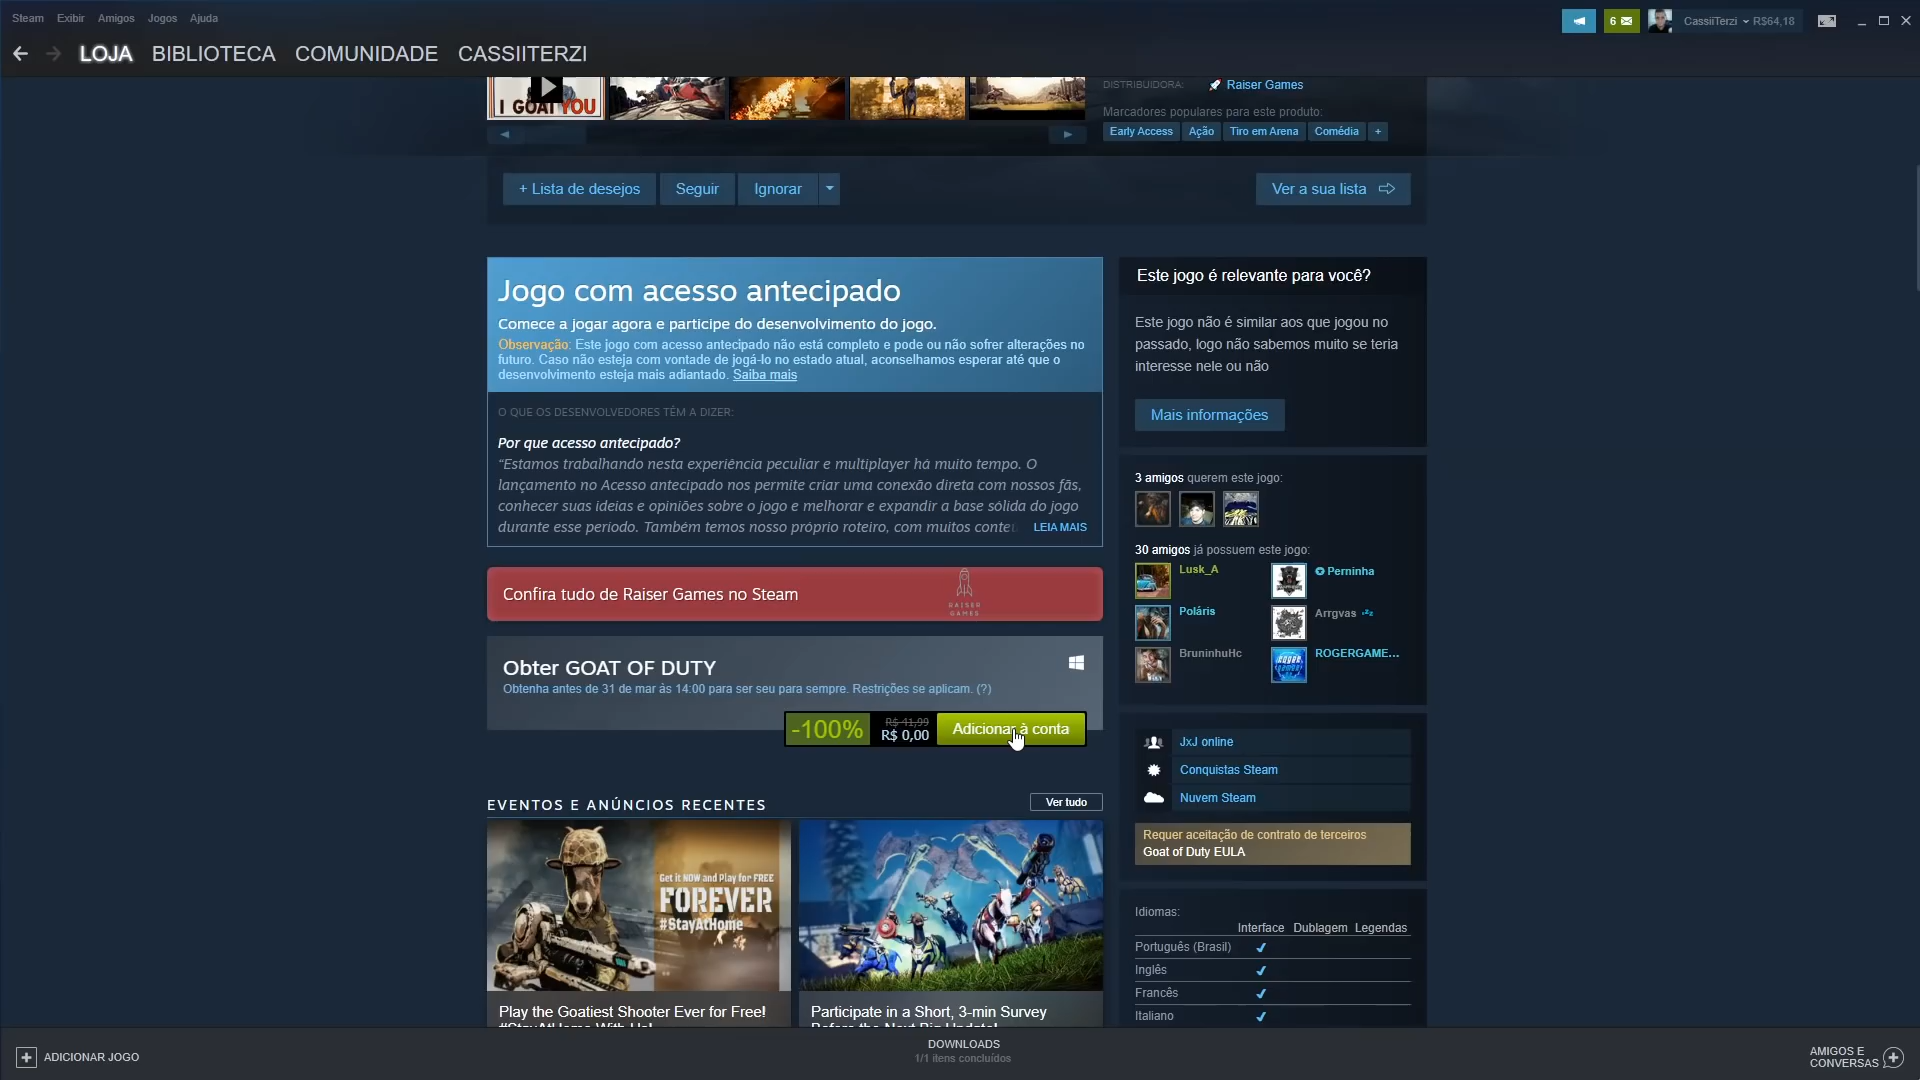 Steam Exibir Amigos Jogos Ajuda
6
CassiiTerzi R$64,18
LOJA BIBLIOTECA COMUNIDADE CASSIITERZI
I GOAT YOU
DISTRIBUIDORA: Raiser Games
Marcadores populares para este produto:
Early Access Ação Tiro em Arena Comédia +
+ Lista de desejos Seguir Ignorar
Ver a sua lista
Jogo com acesso antecipado
Comece a jogar agora e participe do desenvolvimento do jogo.
Observação: Este jogo com acesso antecipado não está completo e pode ou não sofrer alterações no
futuro. Caso não esteja com vontade de jogá-lo no estado atual, aconselhamos esperar até que o
desenvolvimento esteja mais adiantado. Saiba mais
O QUE OS DESENVOLVEDORES TÊM A DIZER:
Por que acesso antecipado?
“Estamos trabalhando nesta experiência peculiar e multiplayer há muito tempo. O
lançamento no Acesso antecipado nos permite criar uma conexão direta com nossos fãs,
conhecer suas ideias e opiniões sobre o jogo e melhorar e expandir a base sólida do jogo
durante esse período. Também temos nosso próprio roteiro, com muitos conteú LEIA MAIS
Confira tudo de Raiser Games no Steam
RAISER
GAMES
Obter GOAT OF DUTY
Obtenha antes de 31 de mar às 14:00 para ser seu para sempre. Restrições se aplicam. (?)
-100%
R$ 41,99
R$ 0,00
Adicionar à conta
EVENTOS E ANÚNCIOS RECENTES
Ver tudo
Get it NOW and Play for FREE
FOREVER
#StayAtHome
Play the Goatiest Shooter Ever for Free!
#StayAtHome With Us!
Participate in a Short, 3-min Survey
Before the Next Big Update!
Este jogo é relevante para você?
Este jogo não é similar aos que jogou no
passado, logo não sabemos muito se teria
interesse nele ou não
Mais informações
3 amigos querem este jogo:
30 amigos já possuem este jogo:
Lusk_A
Perninha
Poláris
Arrgvas
BruninhuHc
ROGERGAME...
JxJ online
Conquistas Steam
Nuvem Steam
Requer aceitação de contrato de terceiros
Goat of Duty EULA
Idiomas:
Interface Dublagem Legendas
Português (Brasil)
Inglês
Francês
Italiano
ADICIONAR JOGO
DOWNLOADS
1/1 itens concluídos
AMIGOS E
CONVERSAS